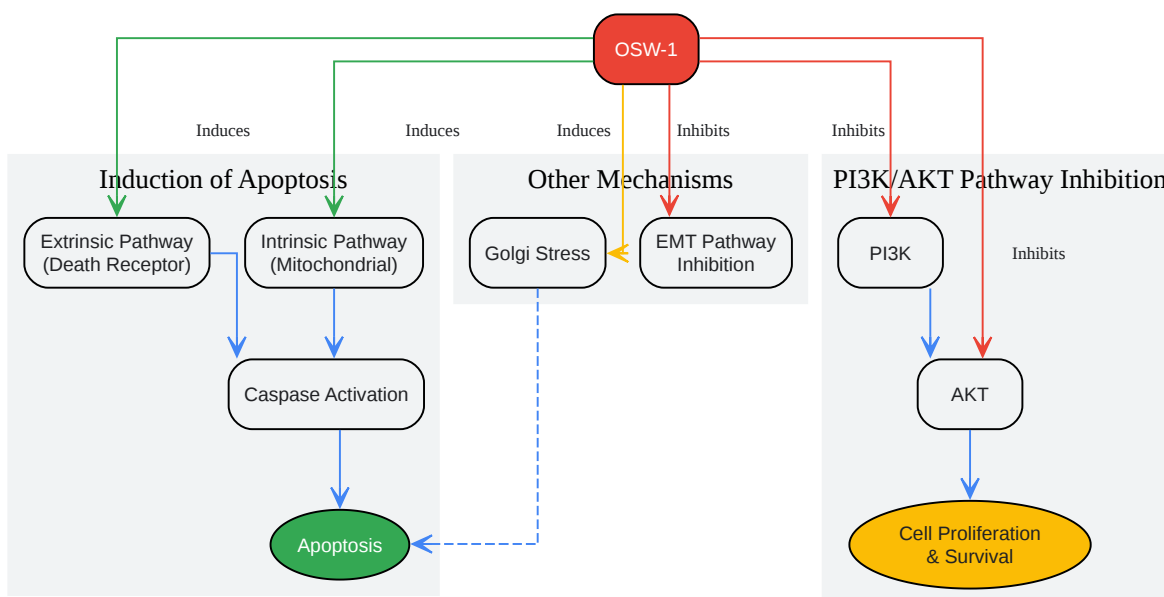 OSW-1
Induces
Induces
Induces
Inhibits
Inhibits
Induction of Apoptosis
Other Mechanisms
PI3K/AKT Pathway Inhibition
Extrinsic Pathway
(Death Receptor)
Intrinsic Pathway
(Mitochondrial)
Golgi Stress
EMT Pathway
Inhibition
PI3K
Inhibits
Caspase Activation
AKT
Apoptosis
Cell Proliferation
& Survival